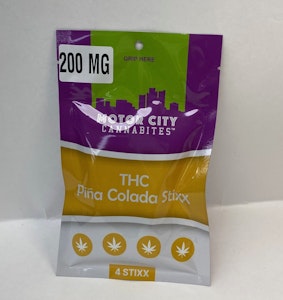 GRIP HERE
200 MG
MOTOR CITY
CANNABITES™
THC
Piña Colada Stixx
4 STIXX